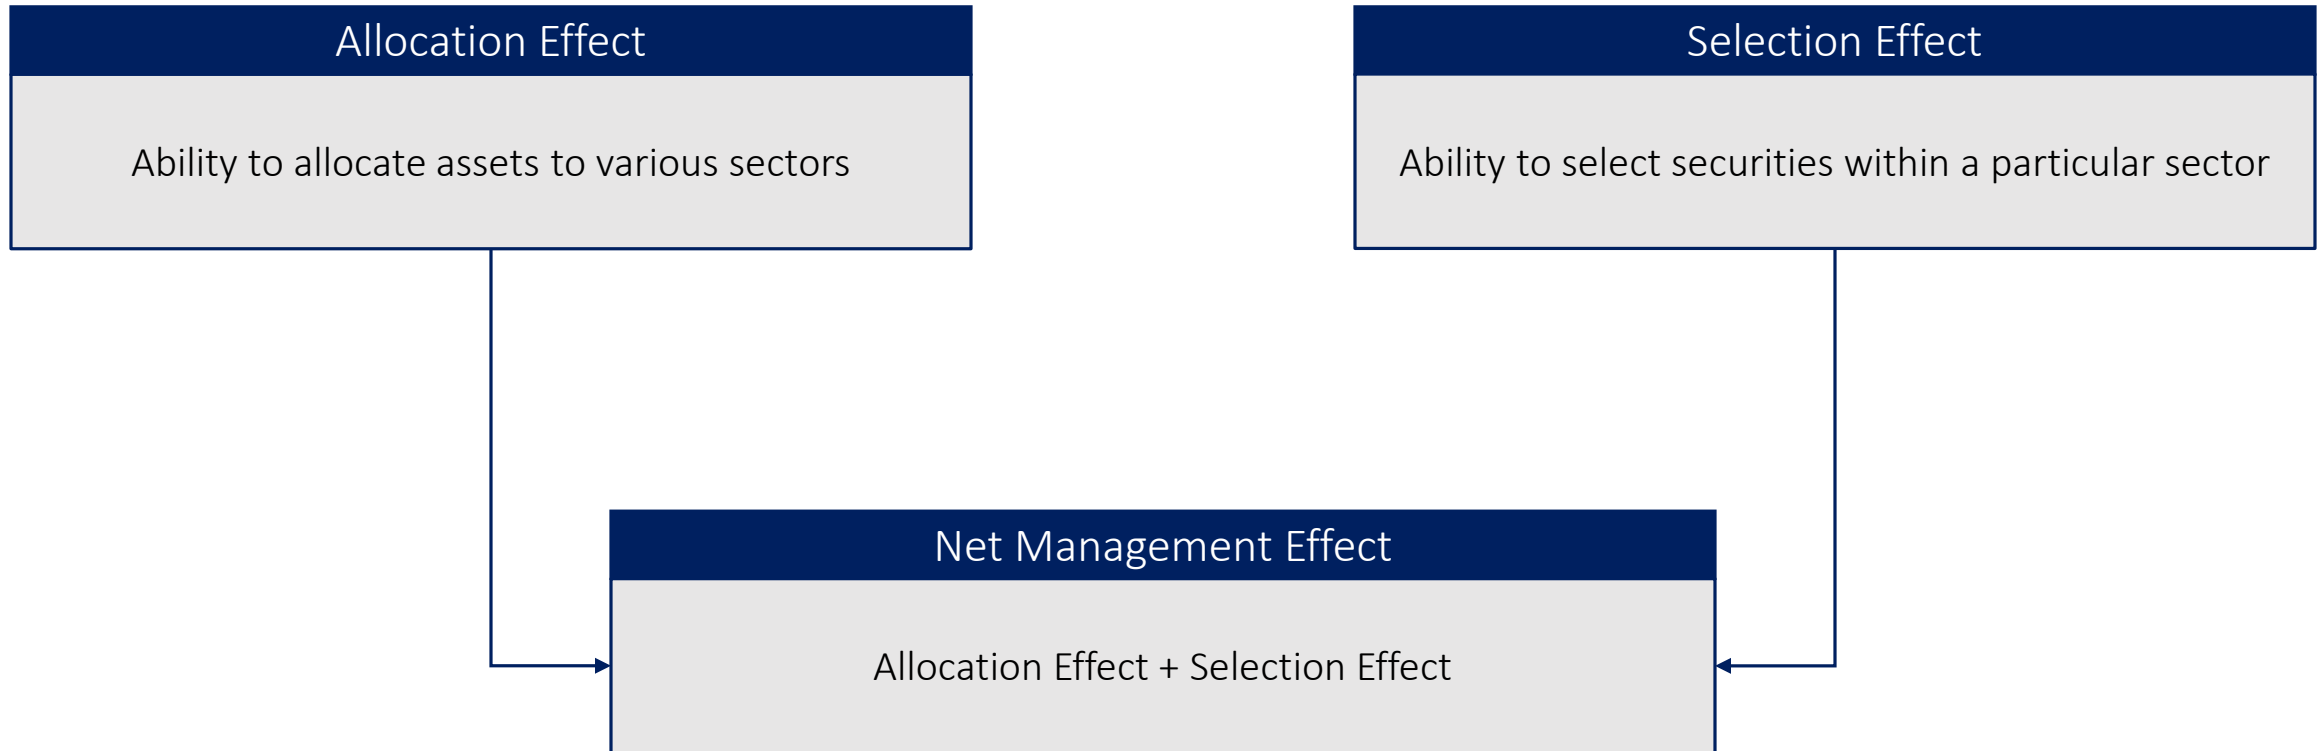 Allocation Effect
Ability to allocate assets to various sectors
Selection Effect
Ability to select securities within a particular sector
Net Management Effect
Allocation Effect + Selection Effect